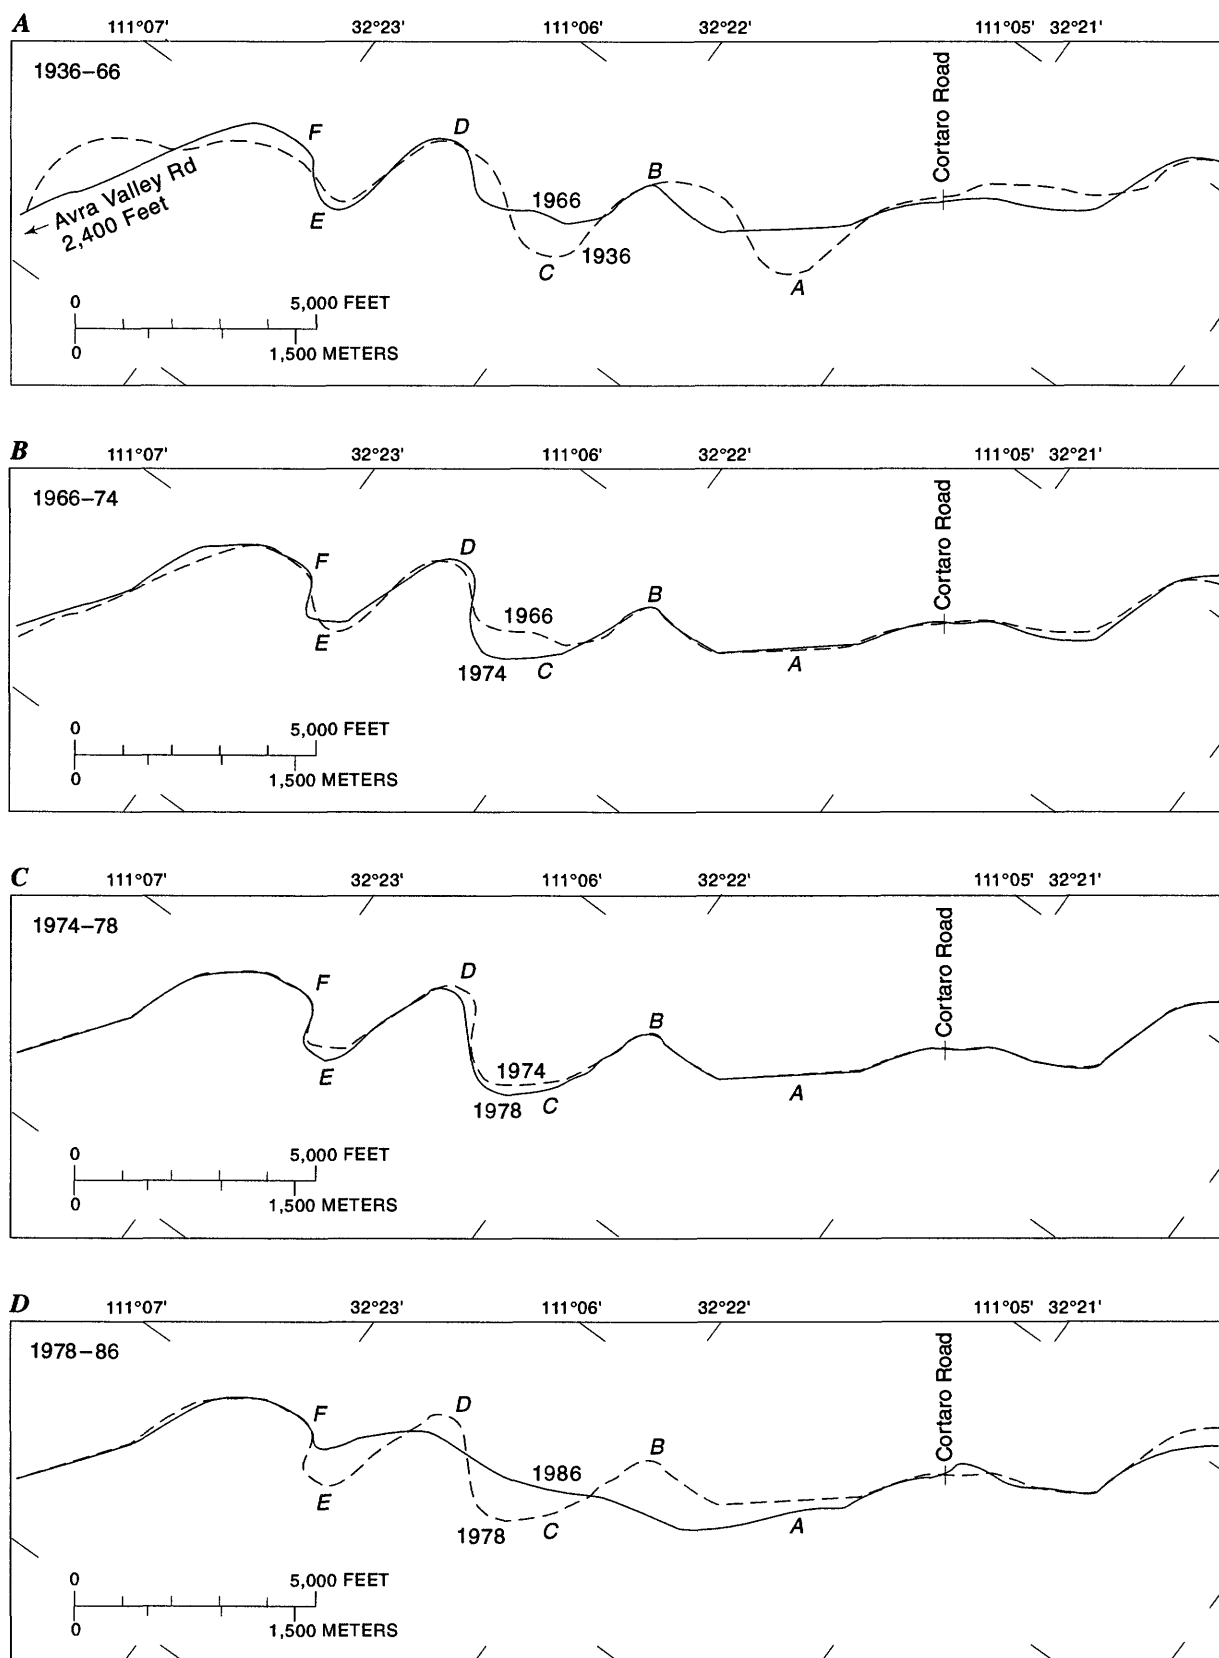 A
111°07' 32°23' 111°06' 32°22' 111°05' 32°21'
1936–66
Cortaro Road
F
D
B
1966
Avra Valley Rd
2,400 Feet
E
1936
C
A
0 5,000 FEET
0 1,500 METERS
B
111°07' 32°23' 111°06' 32°22' 111°05' 32°21'
1966–74
Cortaro Road
D
F
B
1966
E
A
1974 C
0 5,000 FEET
0 1,500 METERS
C
111°07' 32°23' 111°06' 32°22' 111°05' 32°21'
1974–78
Cortaro Road
D
F
B
1974
E
A
1978 C
0 5,000 FEET
0 1,500 METERS
D
111°07' 32°23' 111°06' 32°22' 111°05' 32°21'
1978–86
Cortaro Road
D
F
B
1986
E
A
1978 C
0 5,000 FEET
0 1,500 METERS